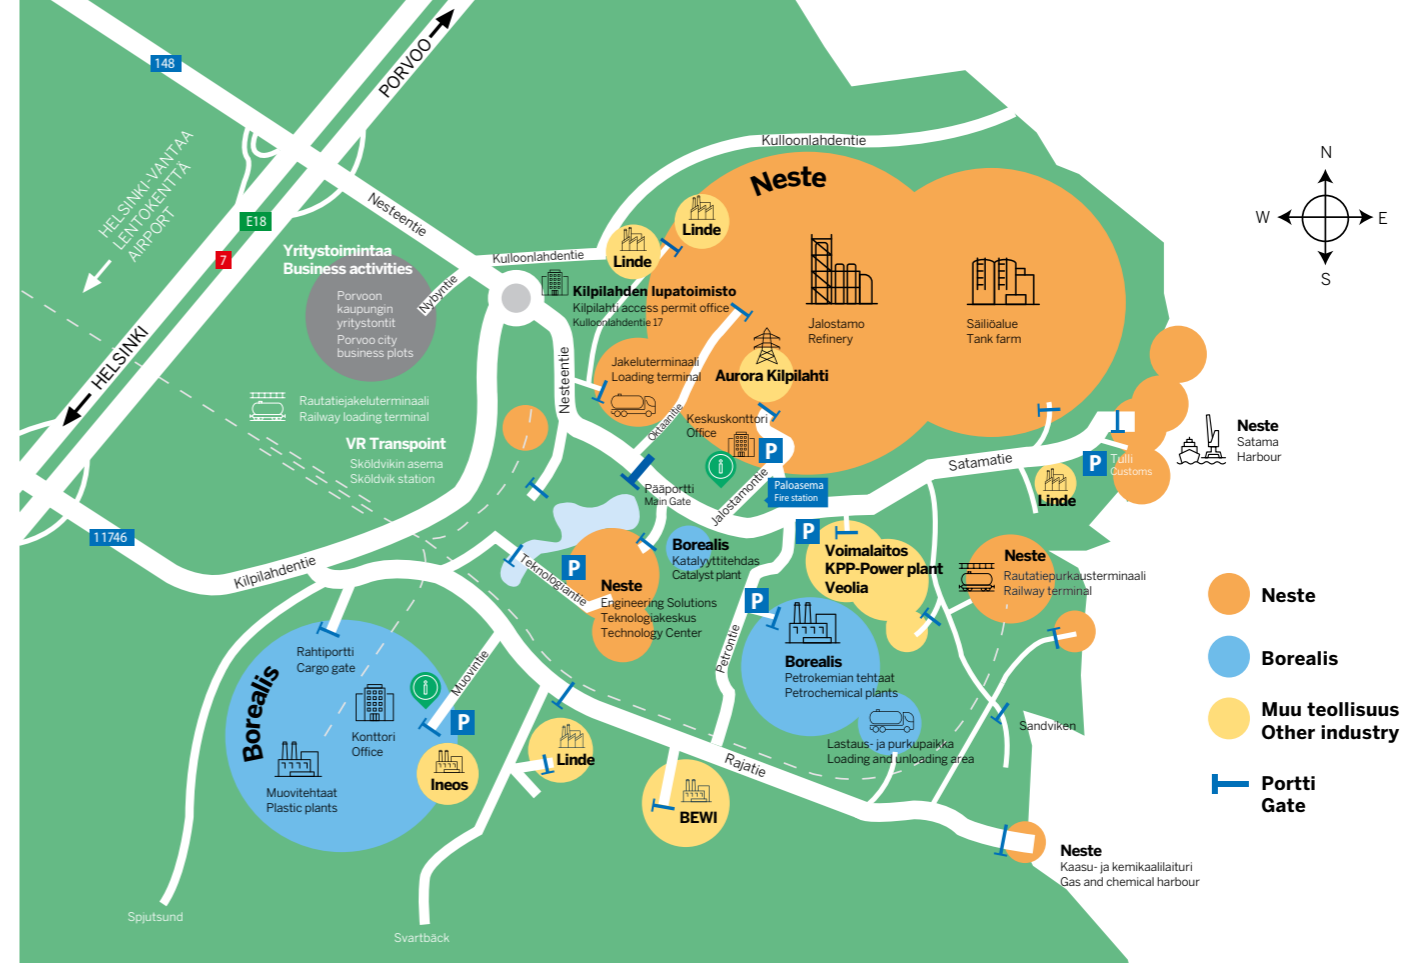 148
PORVOO
HELSINKI-VANTAA
LENTOKENTTÄ
AIRPORT
E18
7
HELSINKI
Nesteentie
Kulloonlahdentie
Kulloonlahdentie
Nybyntie
Yritystoimintaa
Business activities
Porvoon
kaupungin
yritystontit
Porvoo city
business plots
Neste
Linde
Linde
Kilpilahden lupatoimisto
Kilpilahti access permit office
Kulloonlahdentie 17
Jalostamo
Refinery
Säiliöalue
Tank farm
N
W
E
S
Jakeluterminaali
Loading terminal
Aurora Kilpilahti
Nesteentie
Oktaanitie
Keskuskonttori
Office
P
Rautatiejakeluterminaali
Railway loading terminal
VR Transpoint
Sköldvikin asema
Sköldvik station
Pääportti
Main Gate
Jalostamontie
Paloasema
Fire station
Satamatie
P
Tulli
Customs
Linde
Neste
Satama
Harbour
11746
Kilpilahdentie
Teknologiantie
P
Neste
Engineering Solutions
Teknologiakeskus
Technology Center
Borealis
Katalyyttitehdas
Catalyst plant
P
Voimalaitos
KPP-Power plant
Veolia
Neste
Rautatiepurkausterminaali
Railway terminal
P
Petrontie
Borealis
Petrokemian tehtaat
Petrochemical plants
Lastaus- ja purkupaikka
Loading and unloading area
Sandviken
Borealis
Rahtiportti
Cargo gate
Konttori
Office
Muovitehtaat
Plastic plants
Muovintie
P
Ineos
Linde
BEWI
Rajatie
Neste
Kaasu- ja kemikaalilaituri
Gas and chemical harbour
Spjutsund
Svartbäck
Neste
Borealis
Muu teollisuus
Other industry
Portti
Gate